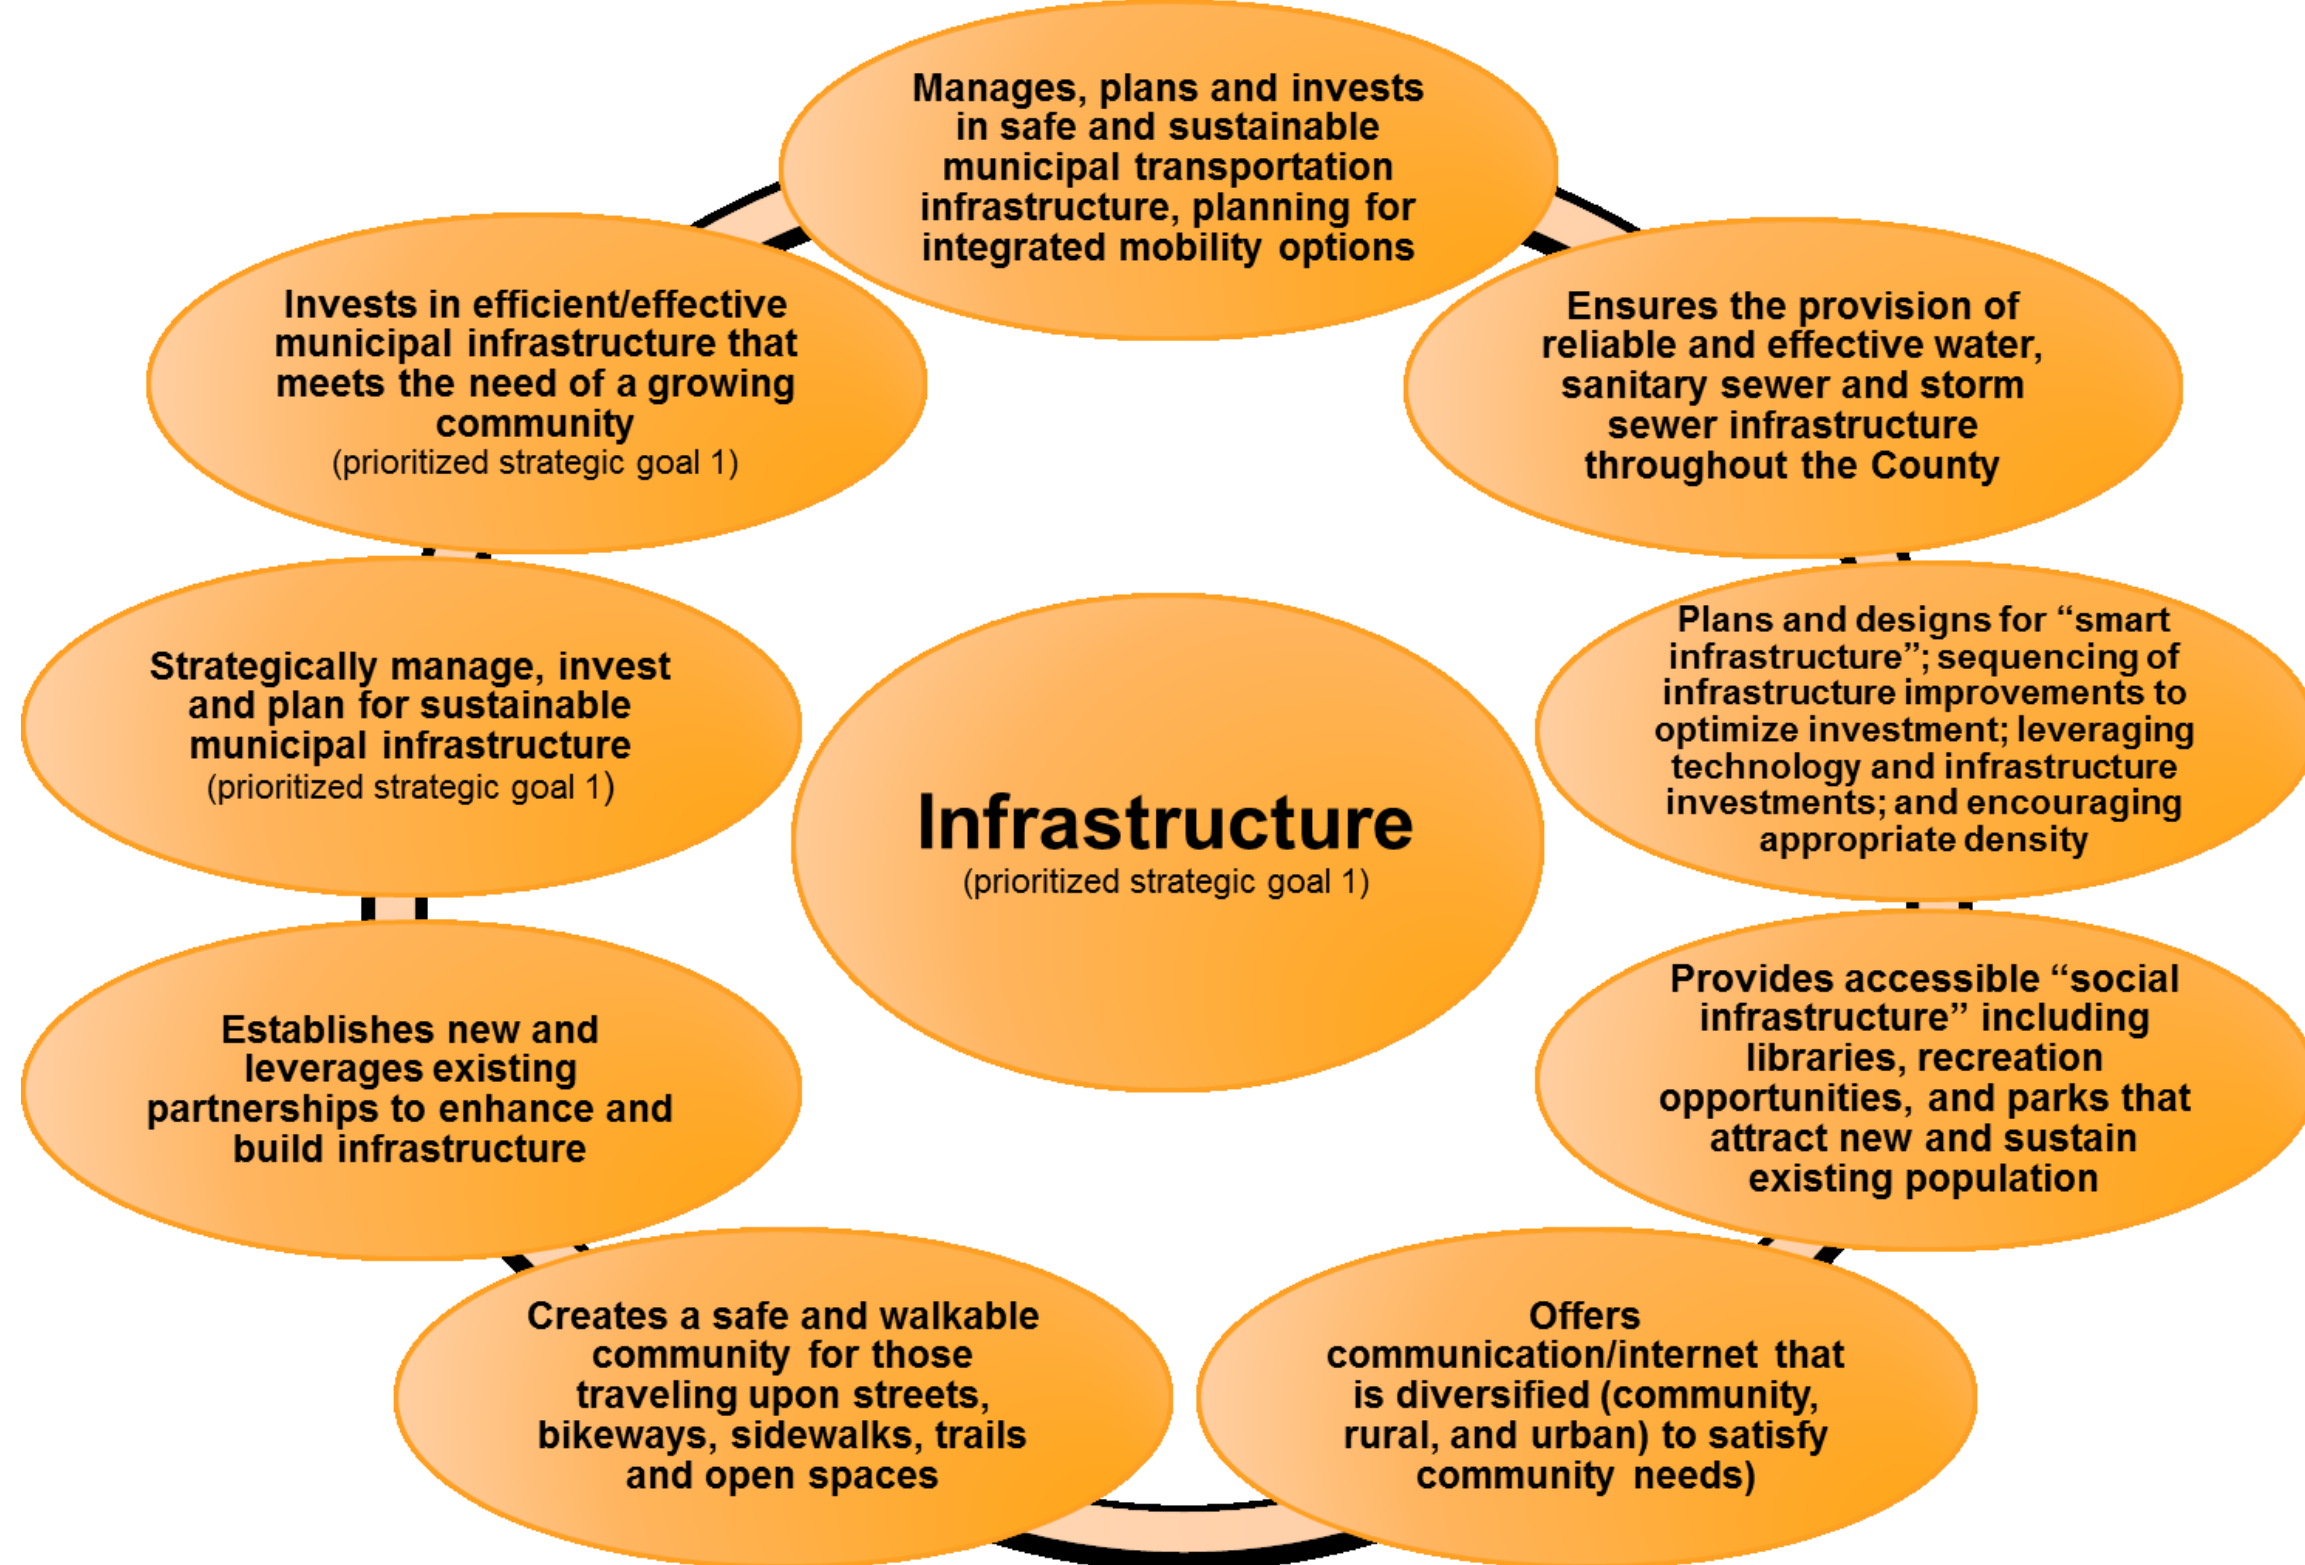 Manages, plans and invests
in safe and sustainable
municipal transportation
infrastructure, planning for
integrated mobility options
Ensures the provision of
reliable and effective water,
sanitary sewer and storm
sewer infrastructure
throughout the County
Plans and designs for “smart
infrastructure”; sequencing of
infrastructure improvements to
optimize investment; leveraging
technology and infrastructure
investments; and encouraging
appropriate density
Provides accessible “social
infrastructure” including
libraries, recreation
opportunities, and parks that
attract new and sustain
existing population
Offers
communication/internet that
is diversified (community,
rural, and urban) to satisfy
community needs)
Creates a safe and walkable
community for those
traveling upon streets,
bikeways, sidewalks, trails
and open spaces
Establishes new and
leverages existing
partnerships to enhance and
build infrastructure
Strategically manage, invest
and plan for sustainable
municipal infrastructure
(prioritized strategic goal 1)
Invests in efficient/effective
municipal infrastructure that
meets the need of a growing
community
(prioritized strategic goal 1)
Infrastructure
(prioritized strategic goal 1)